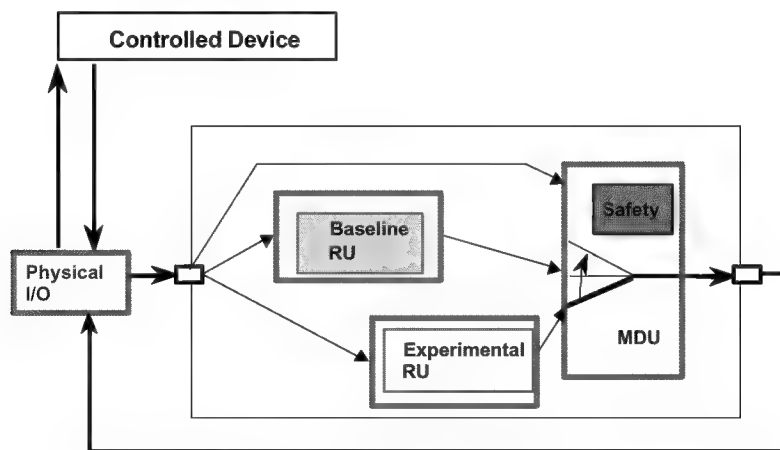 Controlled Device
Safety
Baseline
RU
Physical
I/O
Experimental
RU
MDU